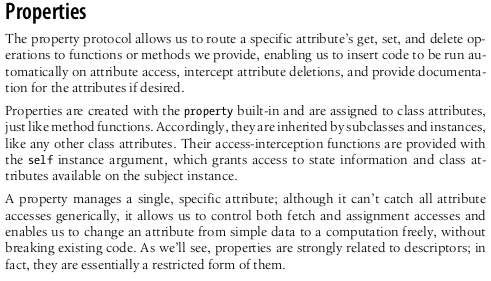 Properties
The property protocol allows us to route a specific attribute's get, set, and delete op-
erations to functions or methods we provide, enabling us to insert code to be run au-
tomatically on attribute access, intercept attribute deletions, and provide documenta-
tion for the attributes if desired.
Properties are created with the property built-in and are assigned to class attributes,
just like method functions. Accordingly, they are inherited by subclasses and instances,
like any other class attributes. Their access-interception functions are provided with
the self instance argument, which grants access to state information and class at-
tributes available on the subject instance.
A property manages a single, specific attribute; although it can't catch all attribute
accesses generically, it allows us to control both fetch and assignment accesses and
enables us to change an attribute from simple data to a computation freely, without
breaking existing code. As we'll see, properties are strongly related to descriptors; in
fact, they are essentially a restricted form of them.